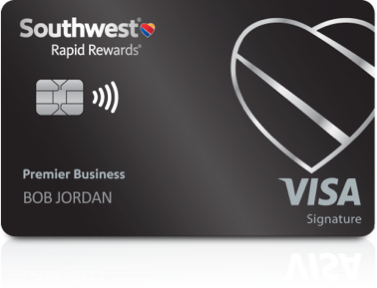 Southwest®
Rapid Rewards®
Premier Business
BOB JORDAN
VISA
Signature